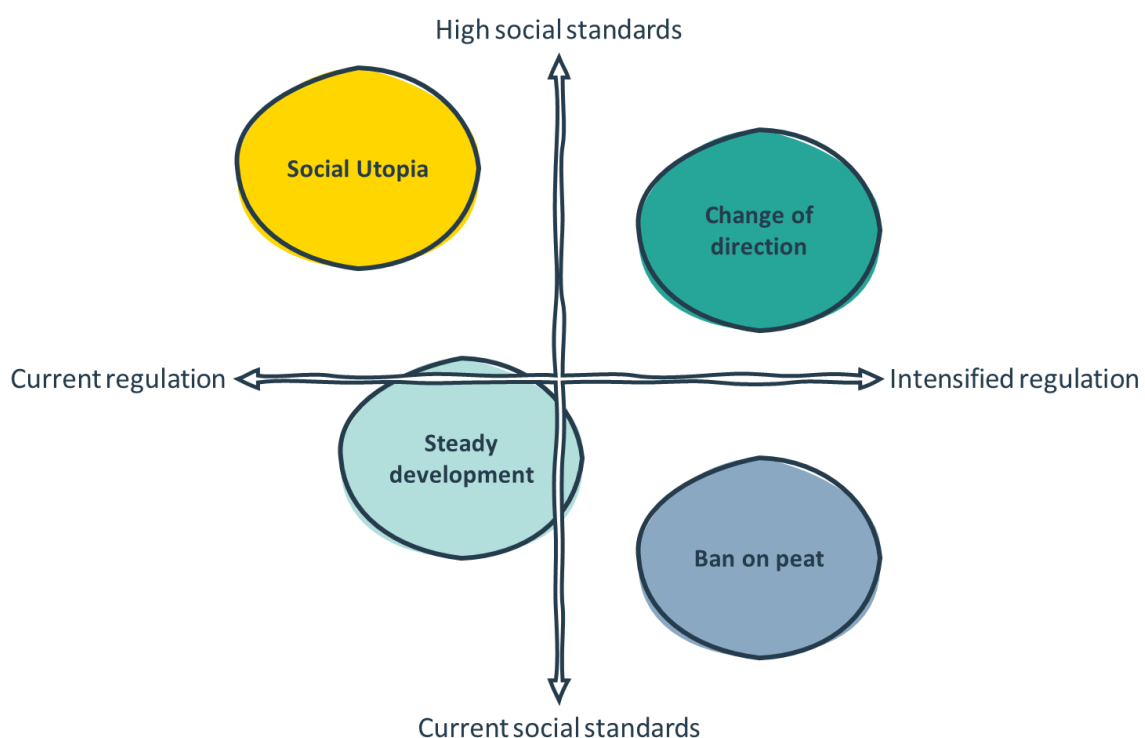 High social standards
Social Utopia
Change of
direction
Current regulation
Intensified regulation
Steady
development
Ban on peat
Current social standards